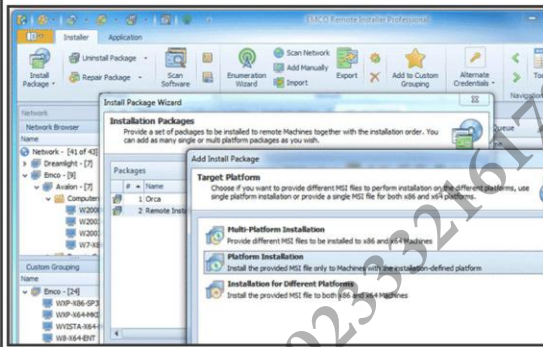 EMCO Remote Installer Professional
Installer
Application
Install
Package
Uninstall Package
Repair Package
Scan
Software
Enumeration
Wizard
Scan Network
Add Manually
Import
Export
Add to Custom
Grouping
Alternate
Credentials
Navigation
Network
Network Browser
Name
Network - [41 of 43]
Dreamlight - [7]
Emco - [9]
Avalon - [7]
Computer
W200
W200
W200
W7-X8
Custom Grouping
Name
Emco - [24]
WXP-X86-SP3
WVISTA-X64-
W8-X64-ENT
Install Package Wizard
Installation Packages
Provide a set of packages to be installed to remote Machines together with the installation order. You
can add as many single or multi platform packages as you wish.
Packages
# Name
1 Orca
2 Remote Insta
Queue
Add Install Package
Target Platform
Choose if you want to provide different MSI files to perform installation on the different platforms, use
single platform installation or provide a single MSI file for both x86 and x64 platforms.
Multi-Platform Installation
Provide different MSI files to be installed to x86 and x64 Machines
Platform Installation
Install the provided MSI file only to Machines with the installation-defined platform
Installation for Different Platforms
Install the provided MSI file to both x86 and x64 Machines